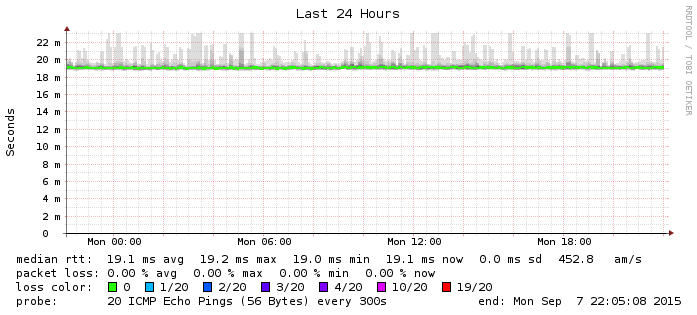 Last 24 Hours
RRDTOOL / TOBI OETIKER
Seconds
22 m
20 m
18 m
16 m
14 m
12 m
10 m
8 m
6 m
4 m
2 m
0
Mon 00:00 Mon 06:00 Mon 12:00 Mon 18:00
median rtt: 19.1 ms avg 19.2 ms max 19.0 ms min 19.1 ms now 0.0 ms sd 452.8 am/s
packet loss: 0.00 % avg 0.00 % max 0.00 % min 0.00 % now
loss color: 0 1/20 2/20 3/20 4/20 10/20 19/20
probe: 20 ICMP Echo Pings (56 Bytes) every 300s end: Mon Sep 7 22:05:08 2015